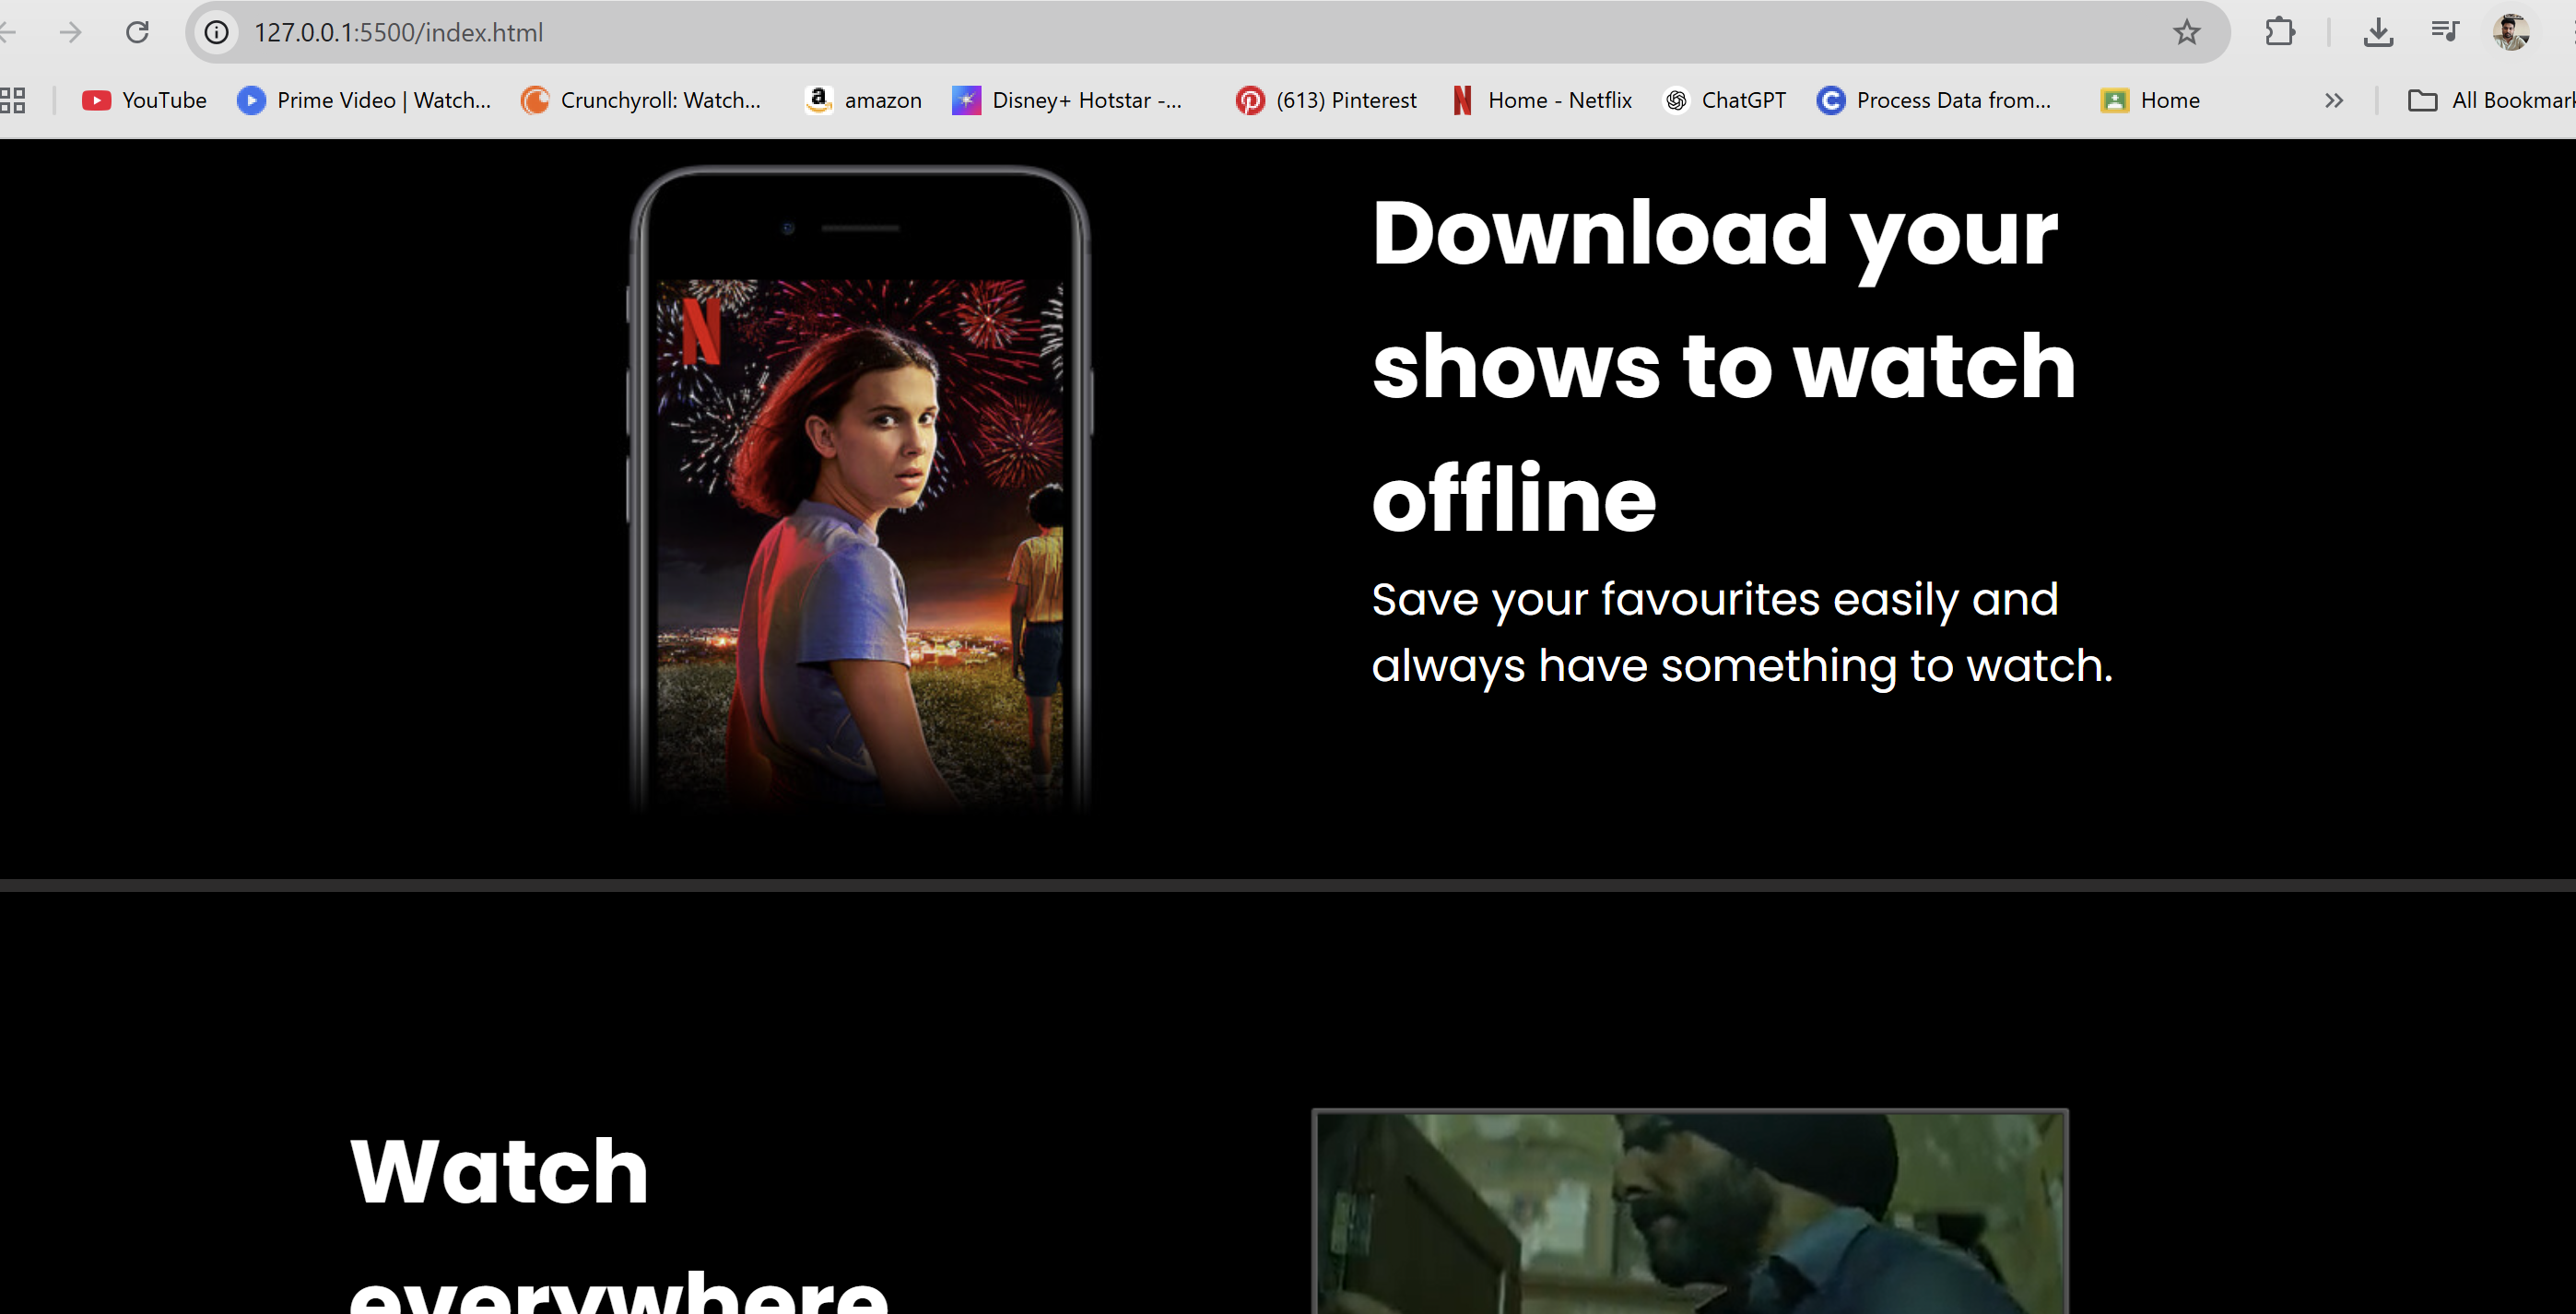 127.0.0.1:5500/index.html
YouTube Prime Video | Watch... Crunchyroll: Watch... amazon Disney+ Hotstar -... (613) Pinterest Home - Netflix ChatGPT Process Data from... Home All Bookmark
Download your
shows to watch
offline
Save your favourites easily and
always have something to watch.
Watch
everywhere